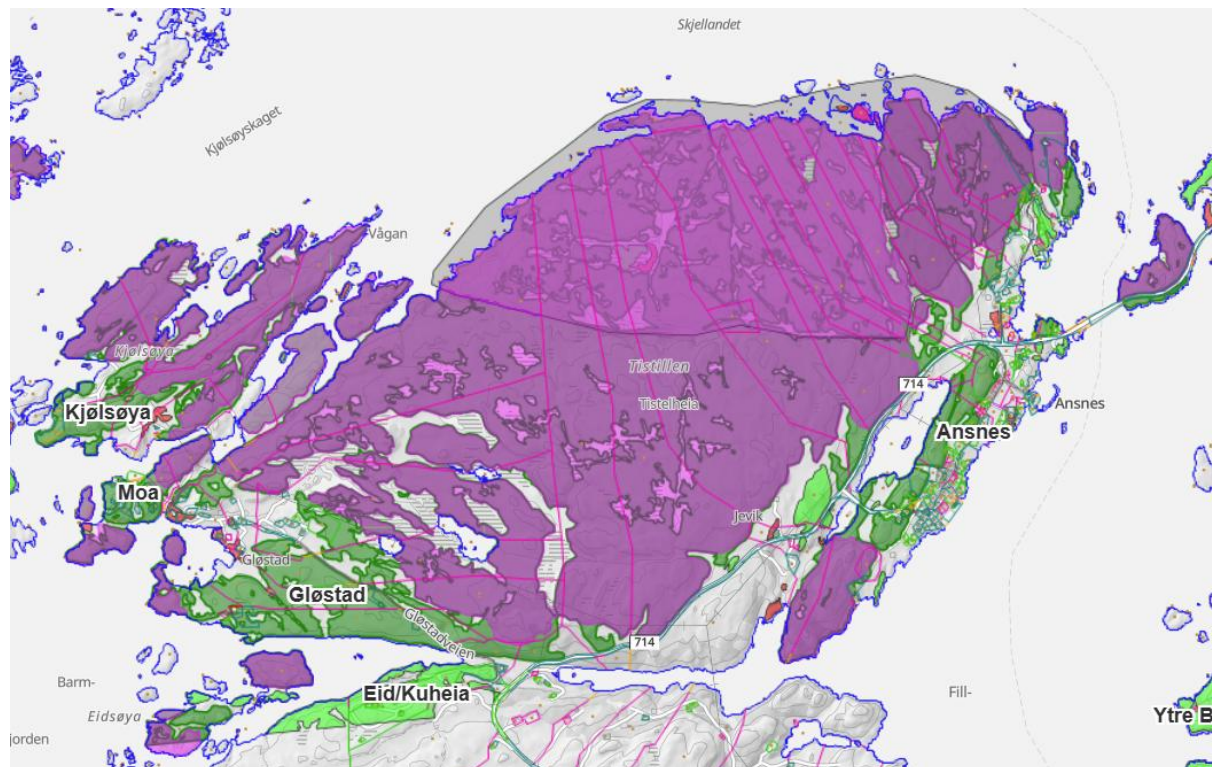 Skjellandet
Kjølsøyskaget
Vågan
Kjølsøya
Tistillen
714
Kjølsøya
Tistelheia
Ansnes
Ansnes
Moa
Jevik
Gløstad
Gløstad
Gløstadveien
714
Barm-
Eid/Kuheia
Fill-
Eidsøya
Ytre B
jorden